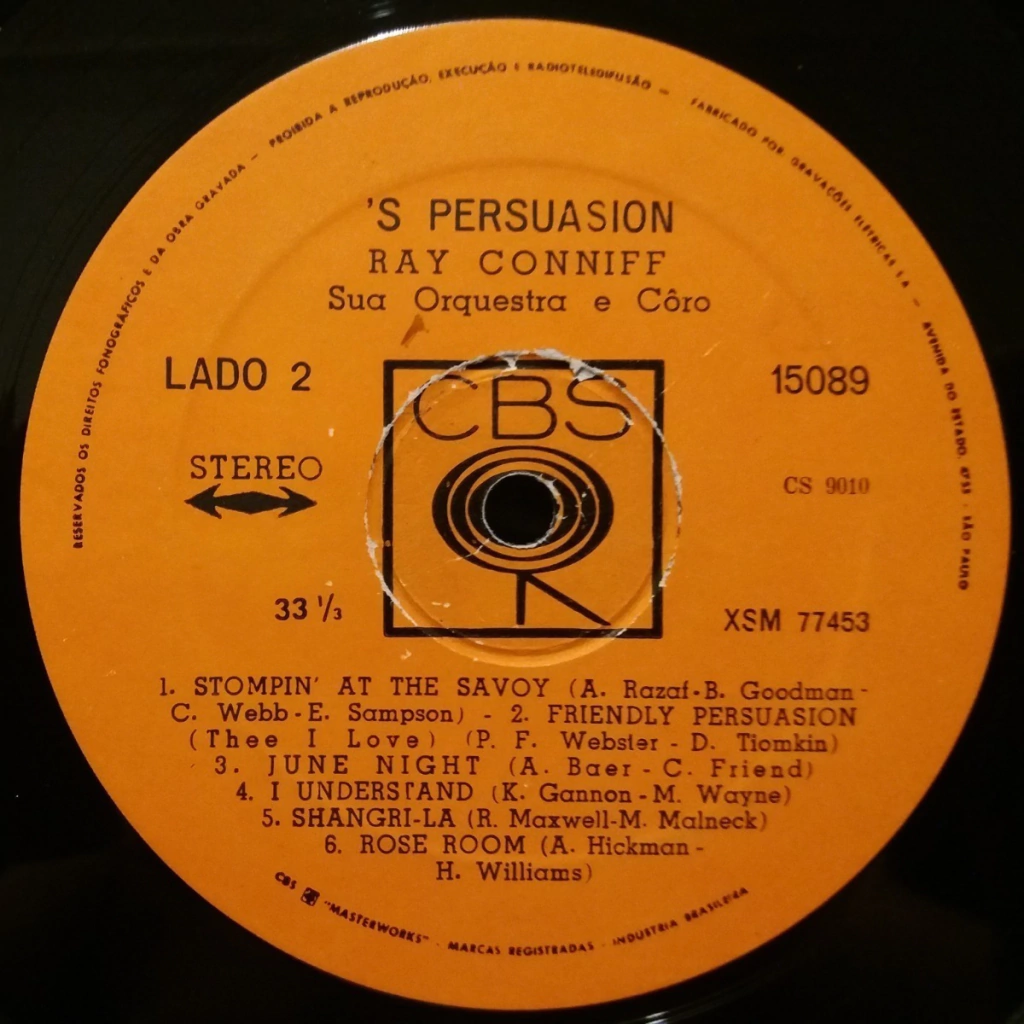 RESERVADOS OS DIREITOS FONOGRÁFICOS E DA OBRA GRAVADA – PROIBIDA A REPRODUÇÃO, EXECUÇÃO E RADIOTELEDIFUSÃO – FABRICADO POR GRAVAÇÕES ELÉTRICAS S.A. – AVENIDA DO ESTADO, 4755 - SÃO PAULO
'S PERSUASION
RAY CONNIFF
Sua Orquestra e Côro
LADO 2
CBS
15089
STEREO
CS 9010
33 ⅓
XSM 77453
1. STOMPIN' AT THE SAVOY (A. Razaf-B. Goodman-
C. Webb-E. Sampson) - 2. FRIENDLY PERSUASION
(Thee I Love) (P. F. Webster - D. Tiomkin)
3. JUNE NIGHT (A. Baer - C. Friend)
4. I UNDERSTAND (K. Gannon-M. Wayne)
5. SHANGRI-LA (R. Maxwell-M. Malneck)
6. ROSE ROOM (A. Hickman-
H. Williams)
CBS "MASTERWORKS" - MARCAS REGISTRADAS - INDUSTRIA BRASILEIRA